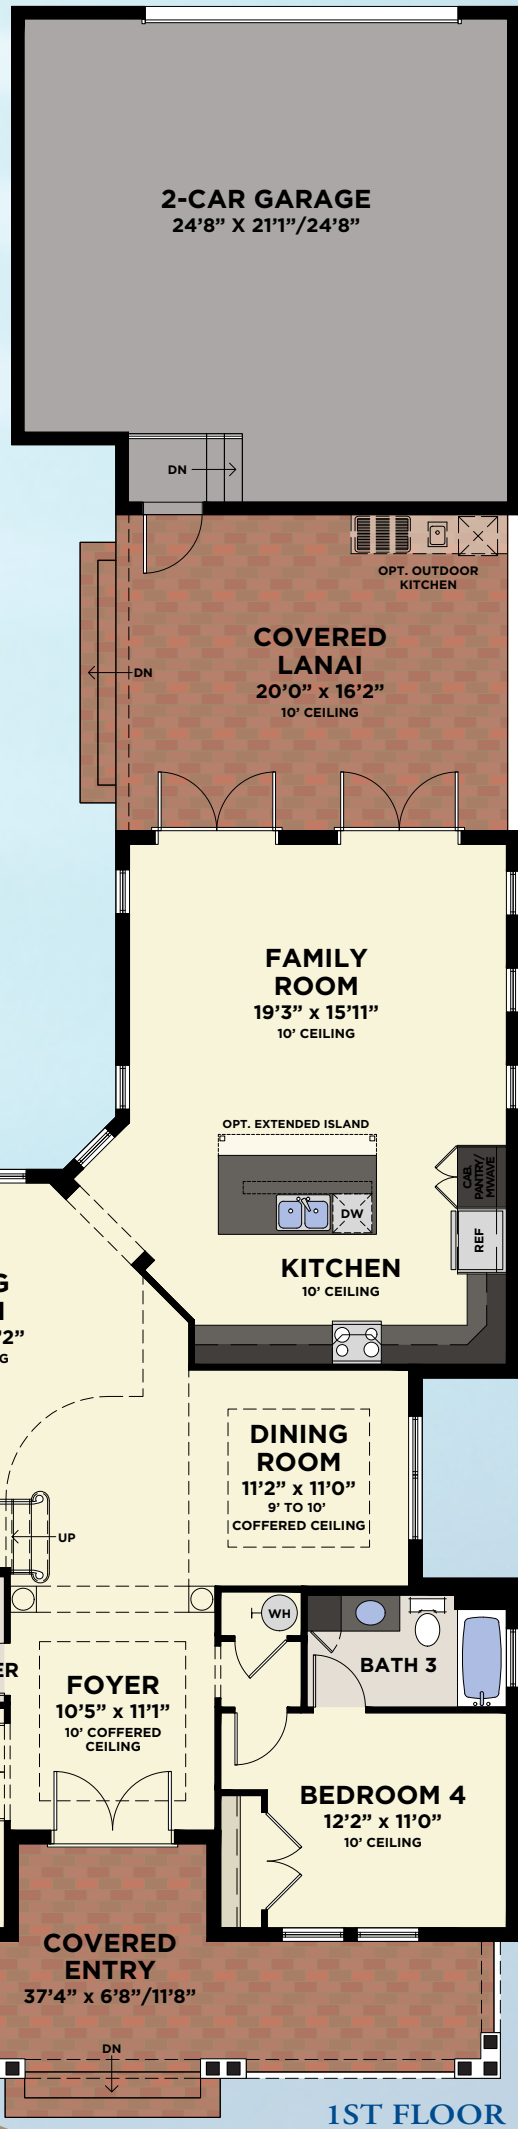 2-CAR GARAGE
24'8” X 21'1”/24'8”
DN
OPT. OUTDOOR
KITCHEN
COVERED
LANAI
20'0” x 16'2”
10' CEILING
DN
FAMILY
ROOM
19'3” x 15'11”
10' CEILING
OPT. EXTENDED ISLAND
CAB.
PANTRY/
MWAVE
DW
REF
KITCHEN
10' CEILING
G
'2”
G
DINING
ROOM
11'2” x 11'0”
9' TO 10'
COFFERED CEILING
UP
WH
BATH 3
ER
FOYER
10'5” x 11'1”
10' COFFERED
CEILING
BEDROOM 4
12'2” x 11'0”
10' CEILING
COVERED
ENTRY
37'4” x 6'8”/11'8”
DN
1ST FLOOR